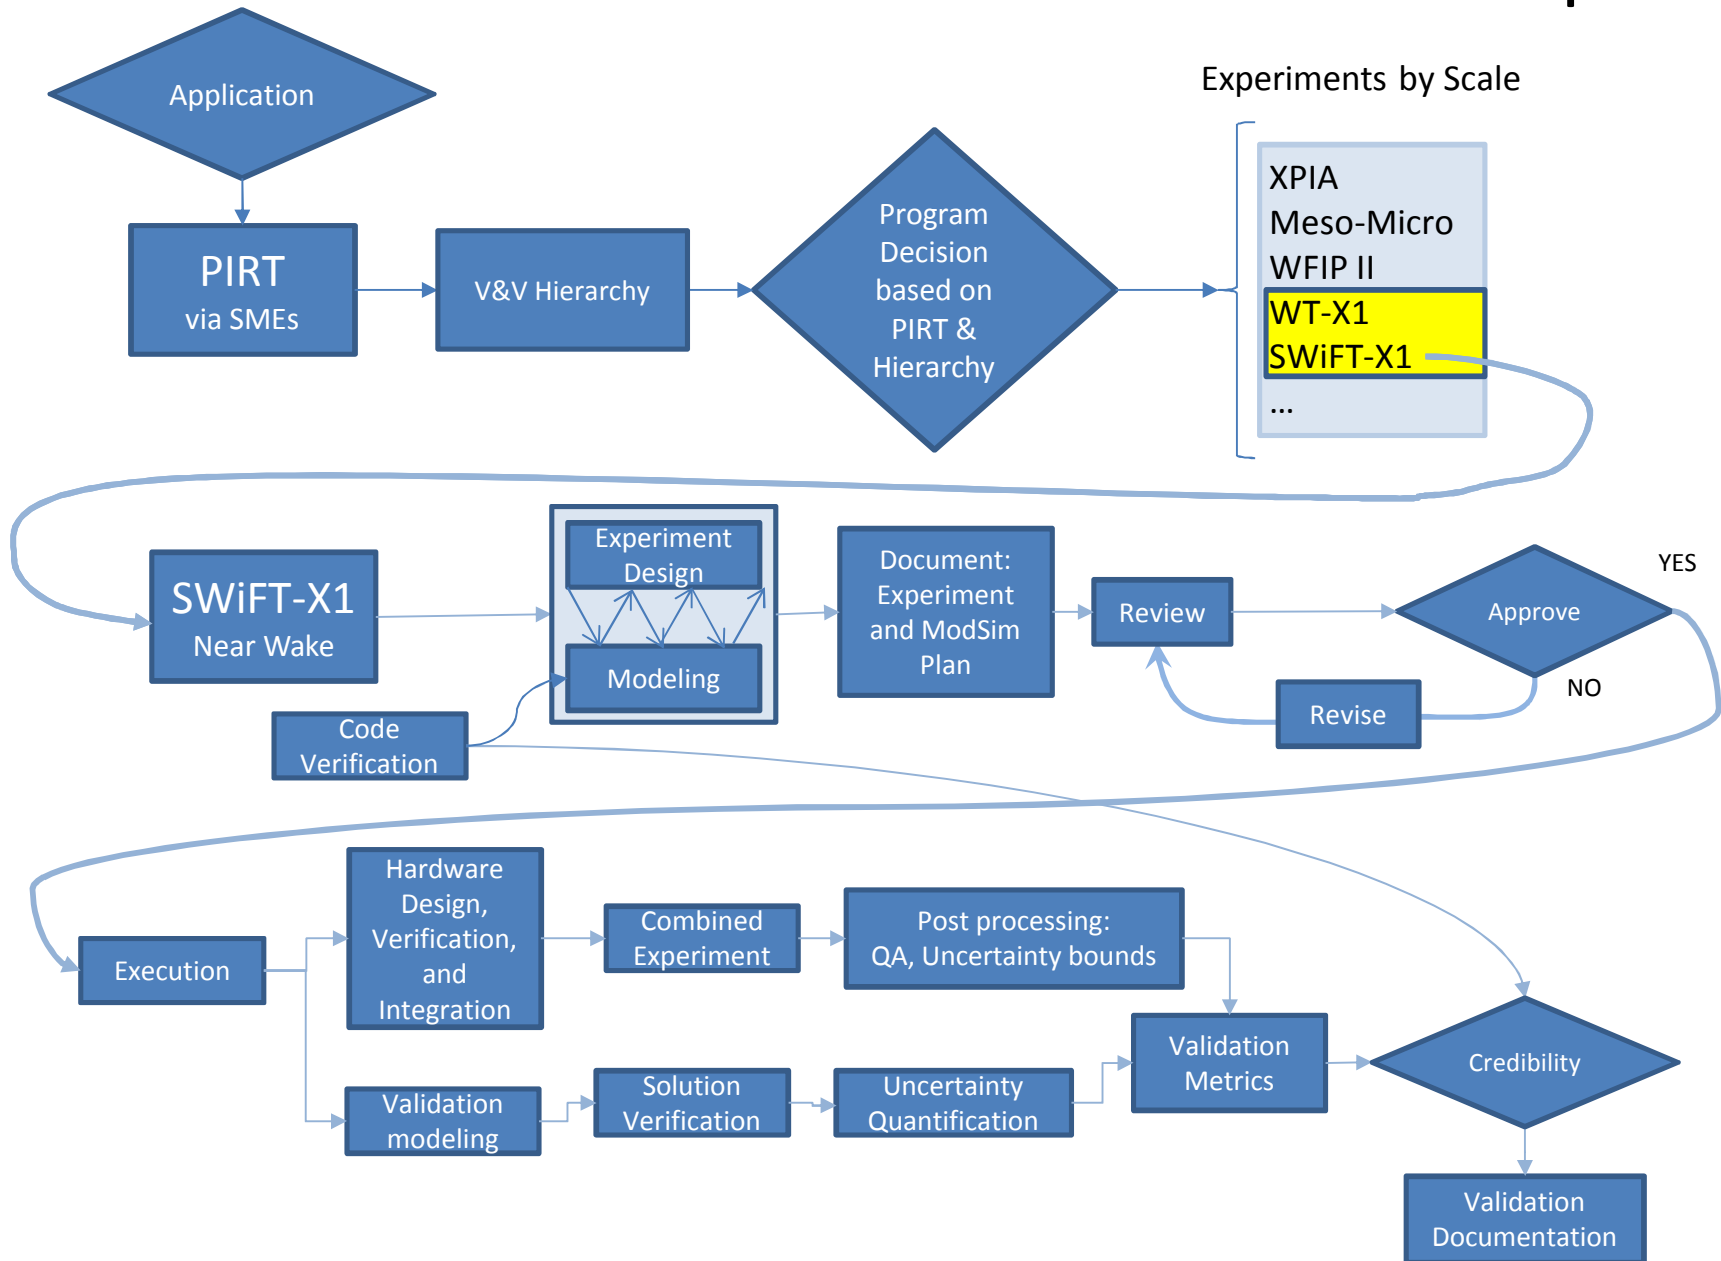 Application
Experiments by Scale
PIRT
via SMEs
V&V Hierarchy
Program
Decision
based on
PIRT &
Hierarchy
XPIA
Meso-Micro
WFIP II
WT-X1
SWiFT-X1
...
SWiFT-X1
Near Wake
Experiment
Design
Modeling
Code
Verification
Document:
Experiment
and ModSim
Plan
Review
Approve
YES
NO
Revise
Execution
Hardware
Design,
Verification,
and
Integration
Combined
Experiment
Post processing:
QA, Uncertainty bounds
Validation
modeling
Solution
Verification
Uncertainty
Quantification
Validation
Metrics
Credibility
Validation
Documentation